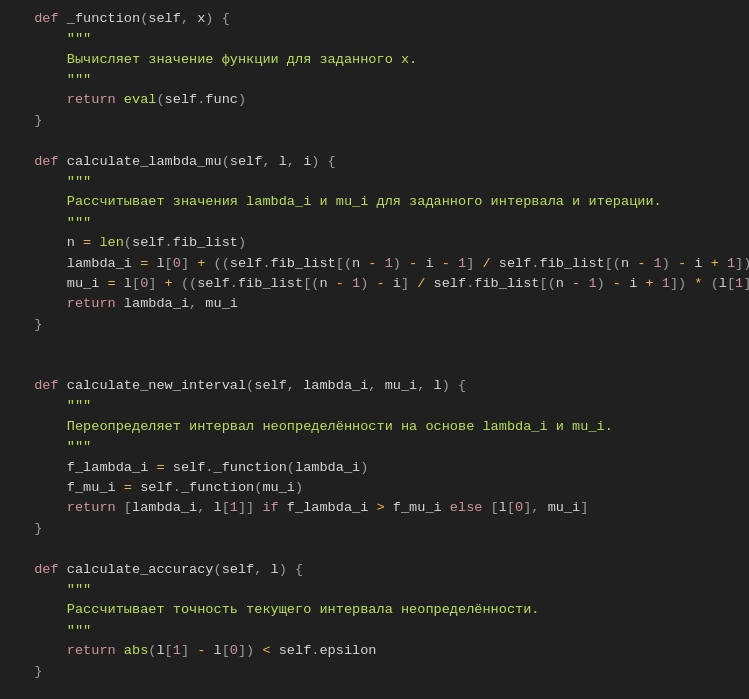 def _function(self, x) {
"""
Вычисляет значение функции для заданного x.
"""
return eval(self.func)
}
def calculate_lambda_mu(self, l, i) {
"""
Рассчитывает значения lambda_i и mu_i для заданного интервала и итерации.
"""
n = len(self.fib_list)
lambda_i = l[0] + ((self.fib_list[(n - 1) - i - 1] / self.fib_list[(n - 1) - i + 1])
mu_i = l[0] + ((self.fib_list[(n - 1) - i] / self.fib_list[(n - 1) - i + 1]) * (l[1]
return lambda_i, mu_i
}
def calculate_new_interval(self, lambda_i, mu_i, l) {
"""
Переопределяет интервал неопределённости на основе lambda_i и mu_i.
"""
f_lambda_i = self._function(lambda_i)
f_mu_i = self._function(mu_i)
return [lambda_i, l[1]] if f_lambda_i > f_mu_i else [l[0], mu_i]
}
def calculate_accuracy(self, l) {
"""
Рассчитывает точность текущего интервала неопределённости.
"""
return abs(l[1] - l[0]) < self.epsilon
}